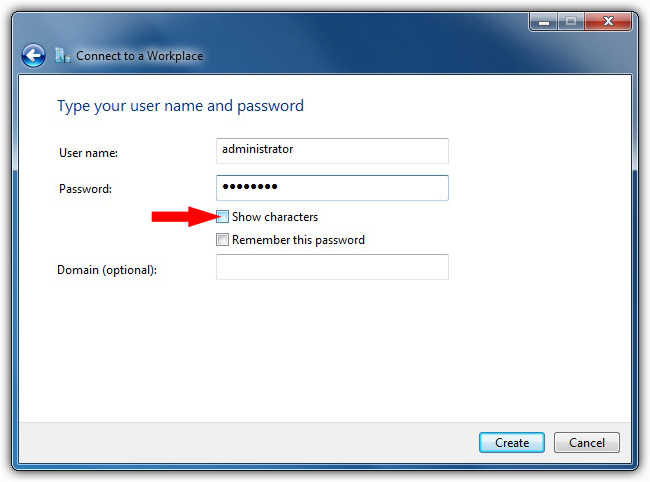 Connect to a Workplace
Type your user name and password
User name:
administrator
Password:
●●●●●●●●
Show characters
Remember this password
Domain (optional):
Create
Cancel